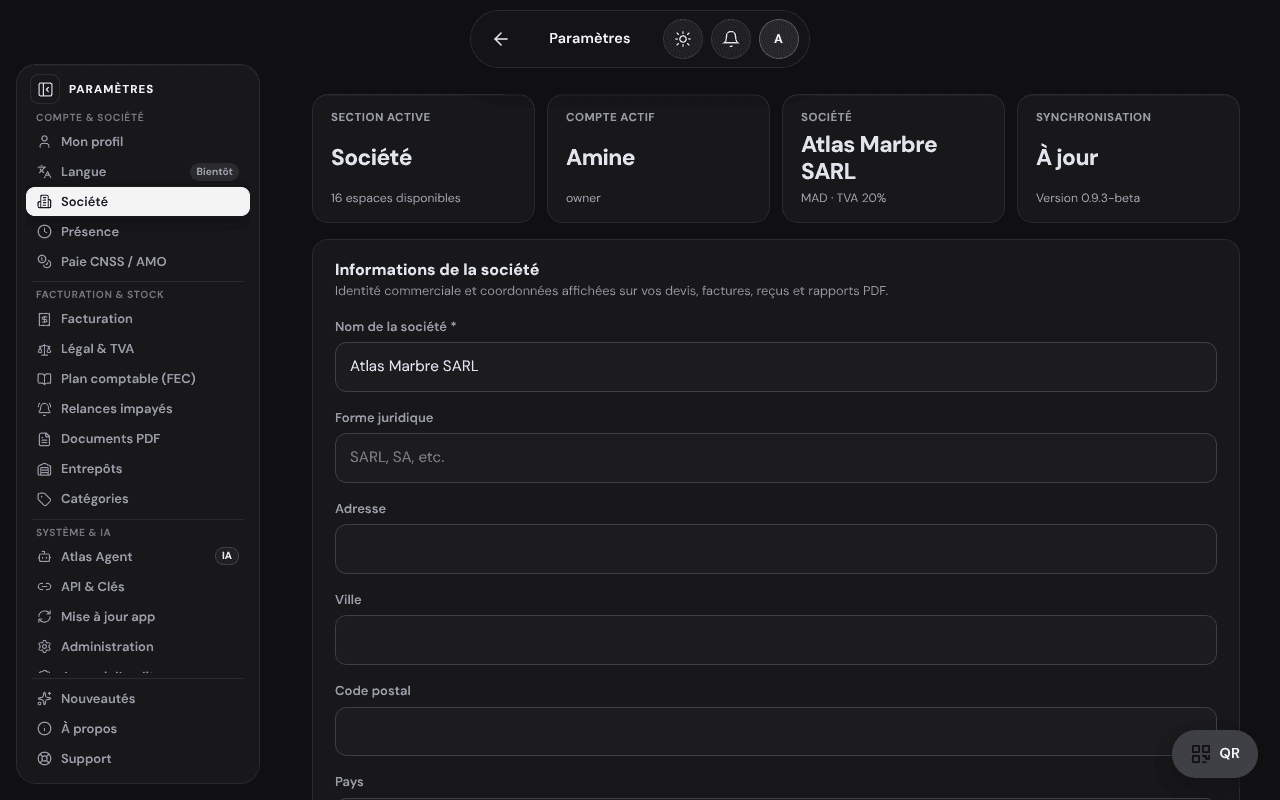 Paramètres
A
PARAMÈTRES
COMPTE & SOCIÉTÉ
Mon profil
Langue
Bientôt
Société
Présence
Paie CNSS / AMO
FACTURATION & STOCK
Facturation
Légal & TVA
Plan comptable (FEC)
Relances impayés
Documents PDF
Entrepôts
Catégories
SYSTÈME & IA
Atlas Agent
IA
API & Clés
Mise à jour app
Administration
Nouveautés
À propos
Support
SECTION ACTIVE
Société
16 espaces disponibles
COMPTE ACTIF
Amine
owner
SOCIÉTÉ
Atlas Marbre
SARL
MAD · TVA 20%
SYNCHRONISATION
À jour
Version 0.9.3-beta
Informations de la société
Identité commerciale et coordonnées affichées sur vos devis, factures, reçus et rapports PDF.
Nom de la société *
Atlas Marbre SARL
Forme juridique
SARL, SA, etc.
Adresse
Ville
Code postal
Pays
QR